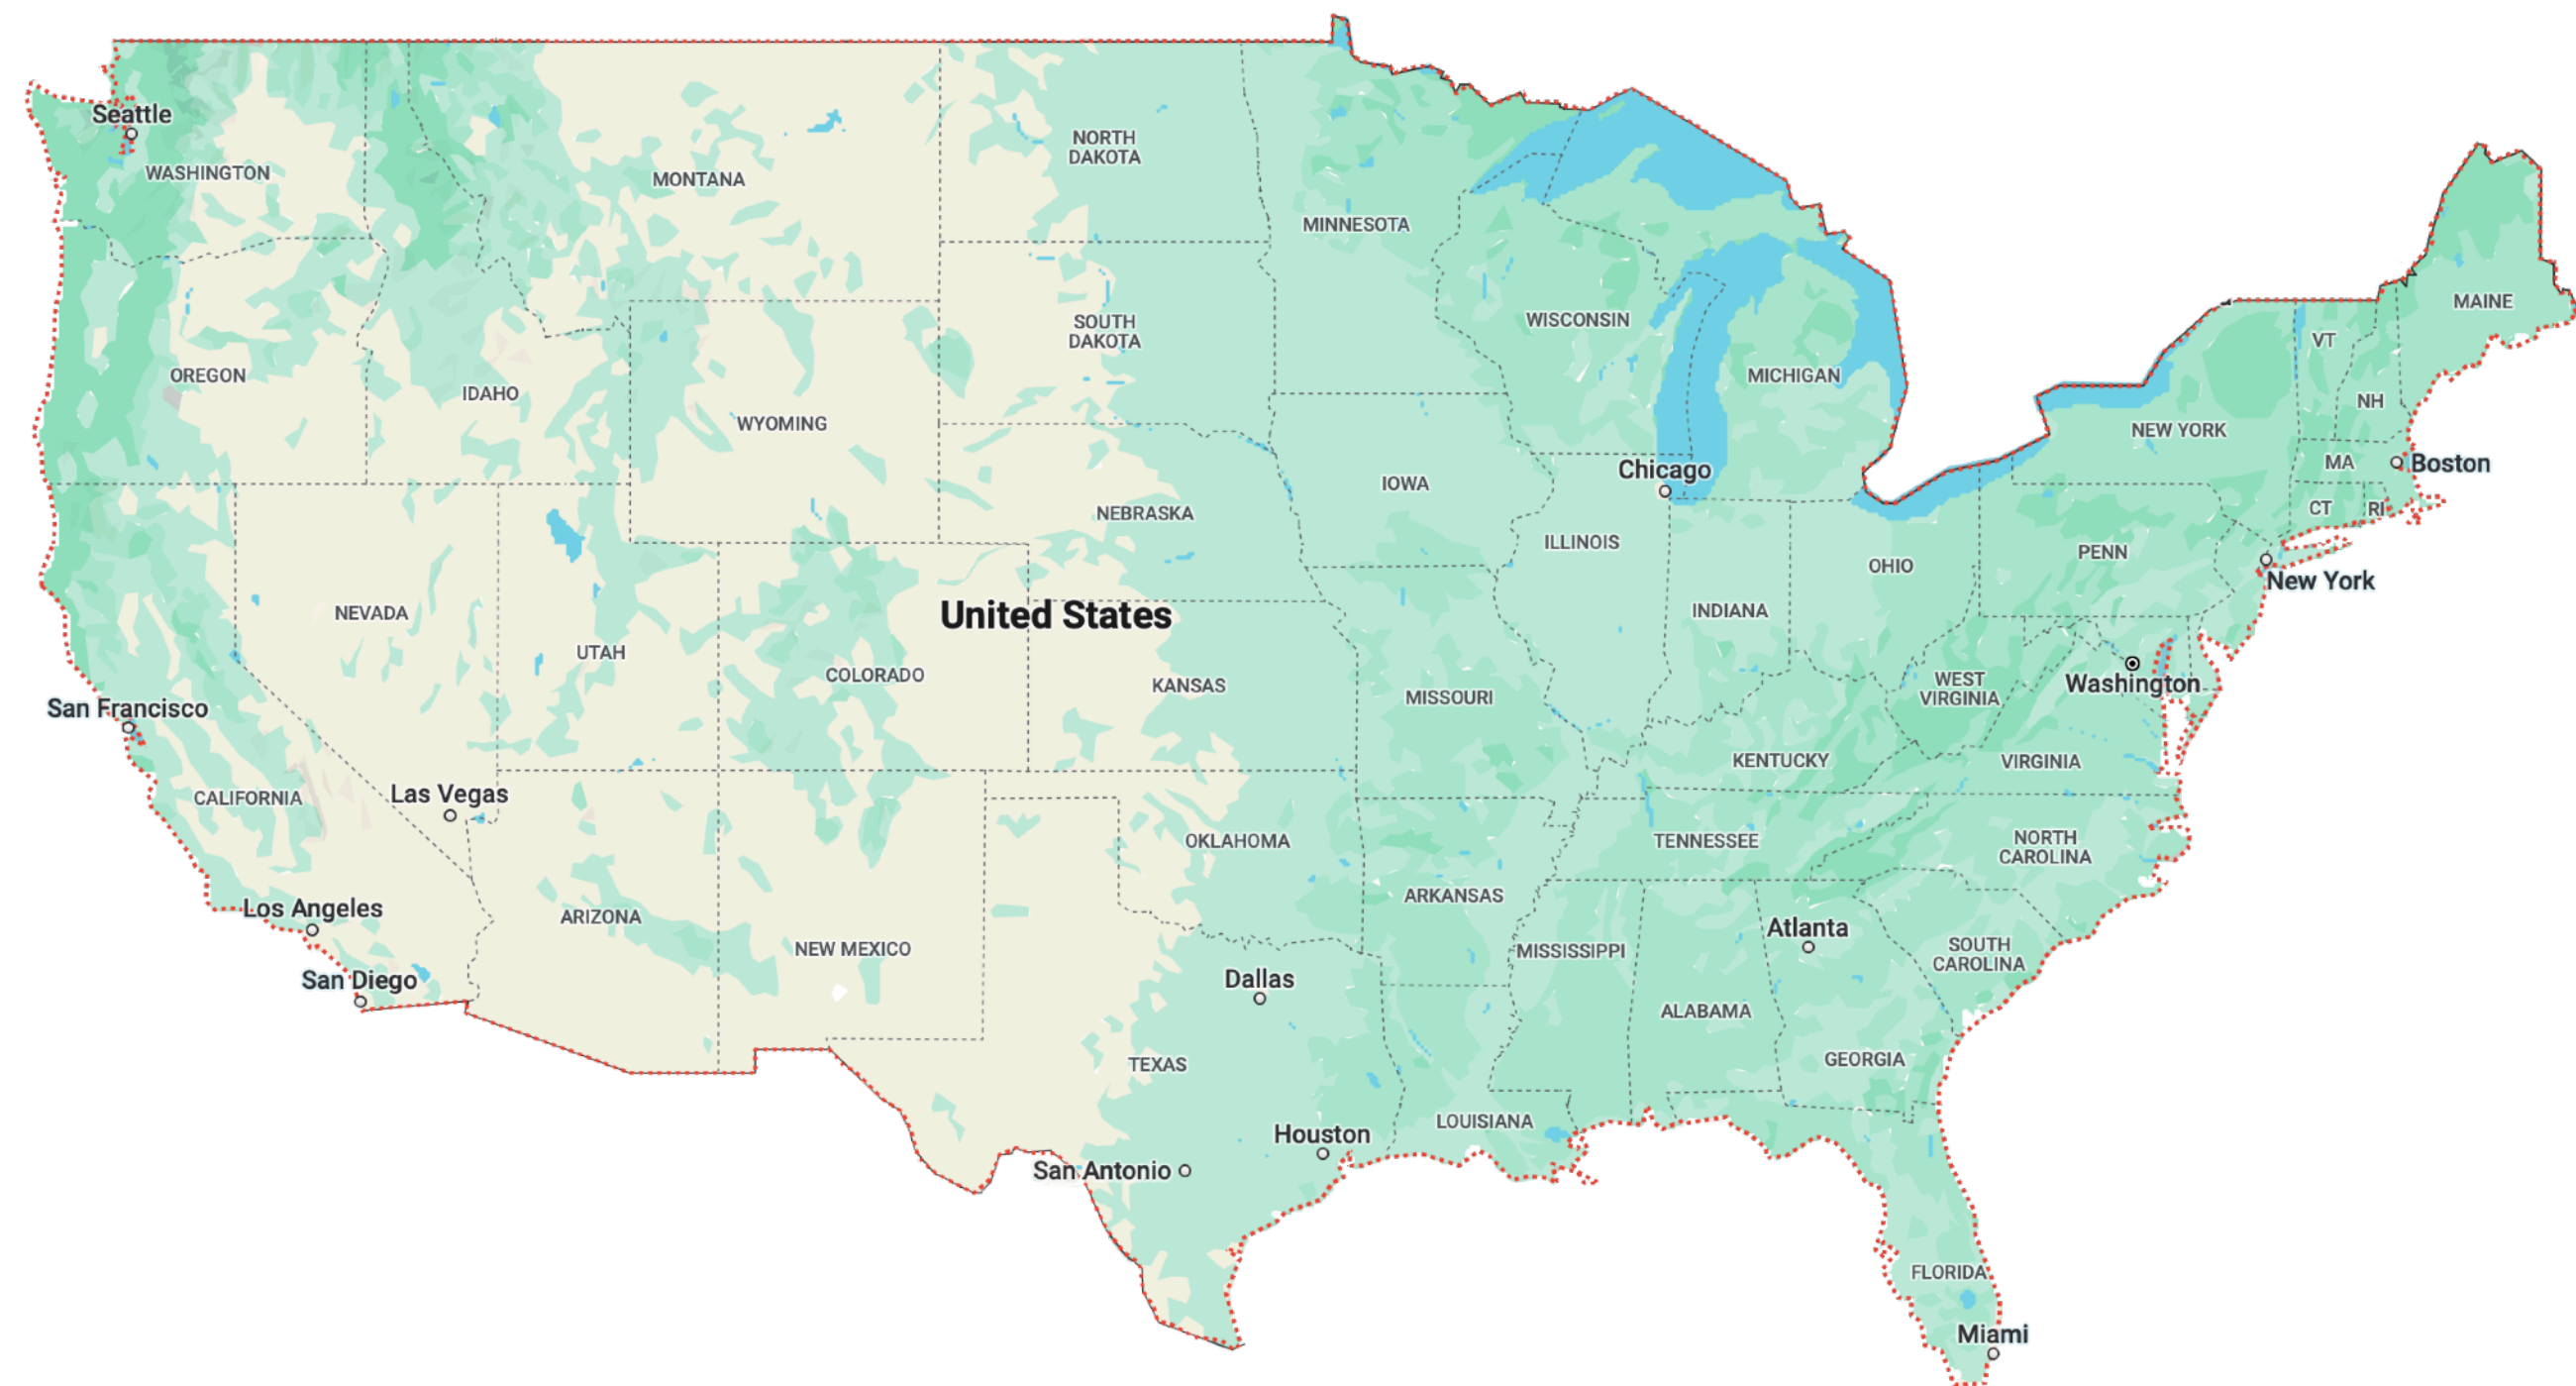 Seattle
WASHINGTON
MONTANA
NORTH
DAKOTA
MINNESOTA
MAINE
OREGON
IDAHO
WYOMING
SOUTH
DAKOTA
WISCONSIN
MICHIGAN
VT
NH
NEW YORK
MA
Boston
CT
RI
Chicago
IOWA
NEBRASKA
ILLINOIS
INDIANA
OHIO
PENN
New York
NEVADA
UTAH
United States
COLORADO
KANSAS
MISSOURI
WEST
VIRGINIA
Washington
San Francisco
CALIFORNIA
Las Vegas
KENTUCKY
VIRGINIA
OKLAHOMA
TENNESSEE
NORTH
CAROLINA
Los Angeles
ARIZONA
NEW MEXICO
ARKANSAS
MISSISSIPPI
Atlanta
SOUTH
CAROLINA
San Diego
Dallas
ALABAMA
TEXAS
GEORGIA
LOUISIANA
Houston
San Antonio
FLORIDA
Miami